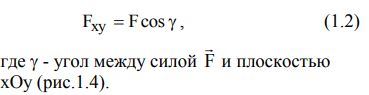 F_xy = F cos γ ,          (1.2)
где γ - угол между силой F⃗ и плоскостью
xOy (рис.1.4).